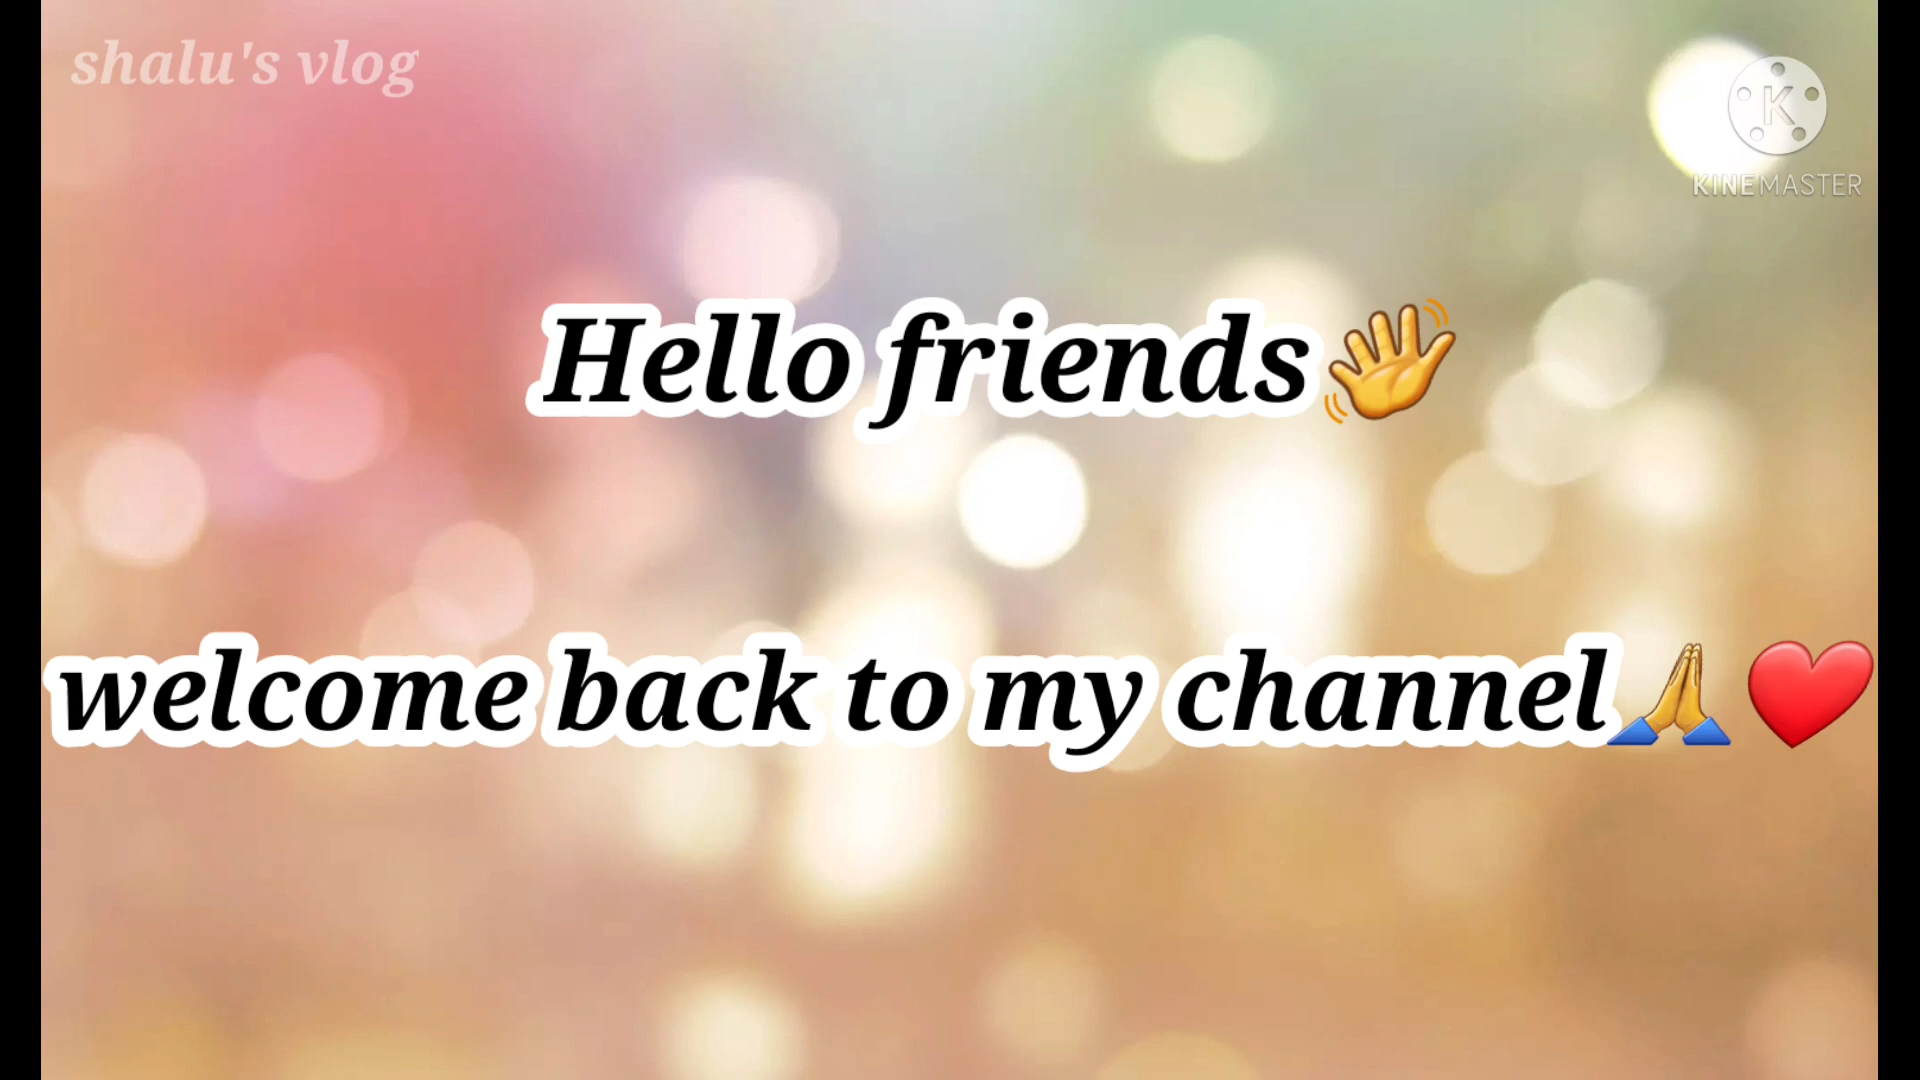 shalu's vlog
KINEMASTER
Hello friends👋
welcome back to my channel🙏❤️